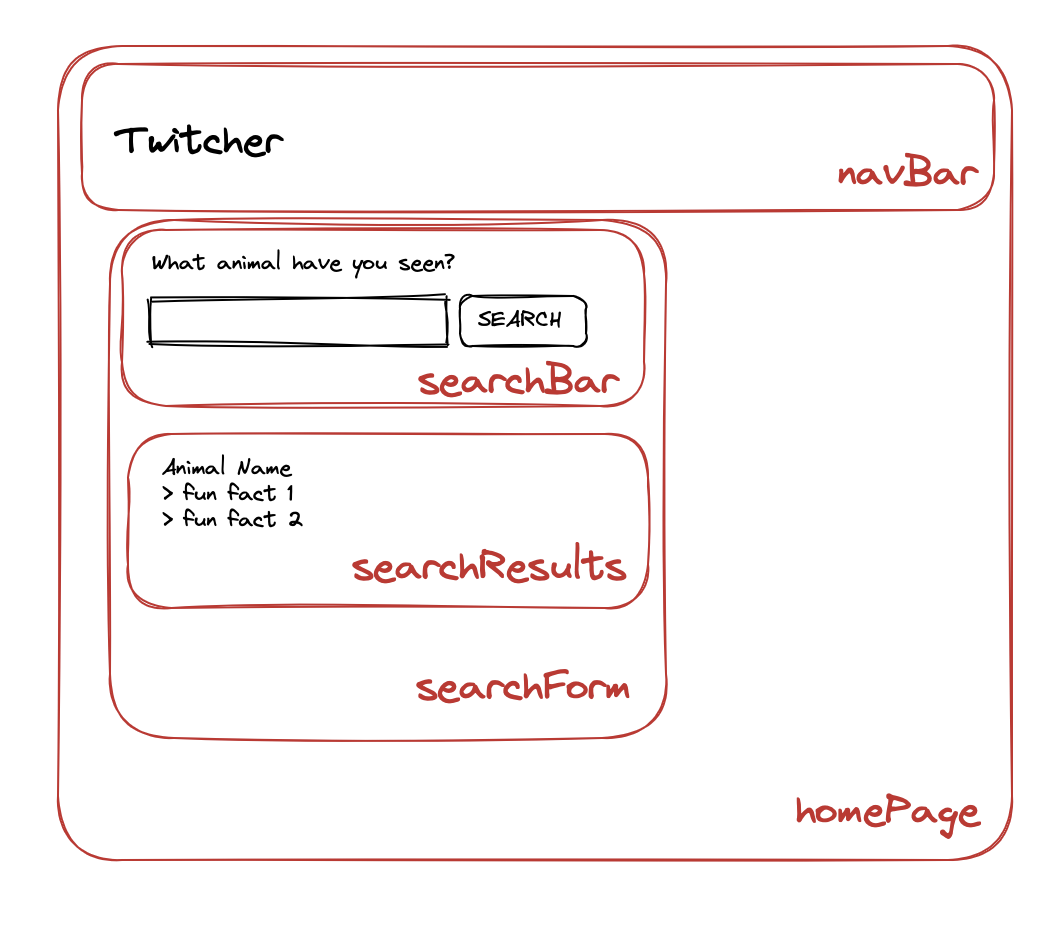 Twitcher
navBar
What animal have you seen?
SEARCH
searchBar
Animal Name
> fun fact 1
> fun fact 2
searchResults
searchForm
homePage